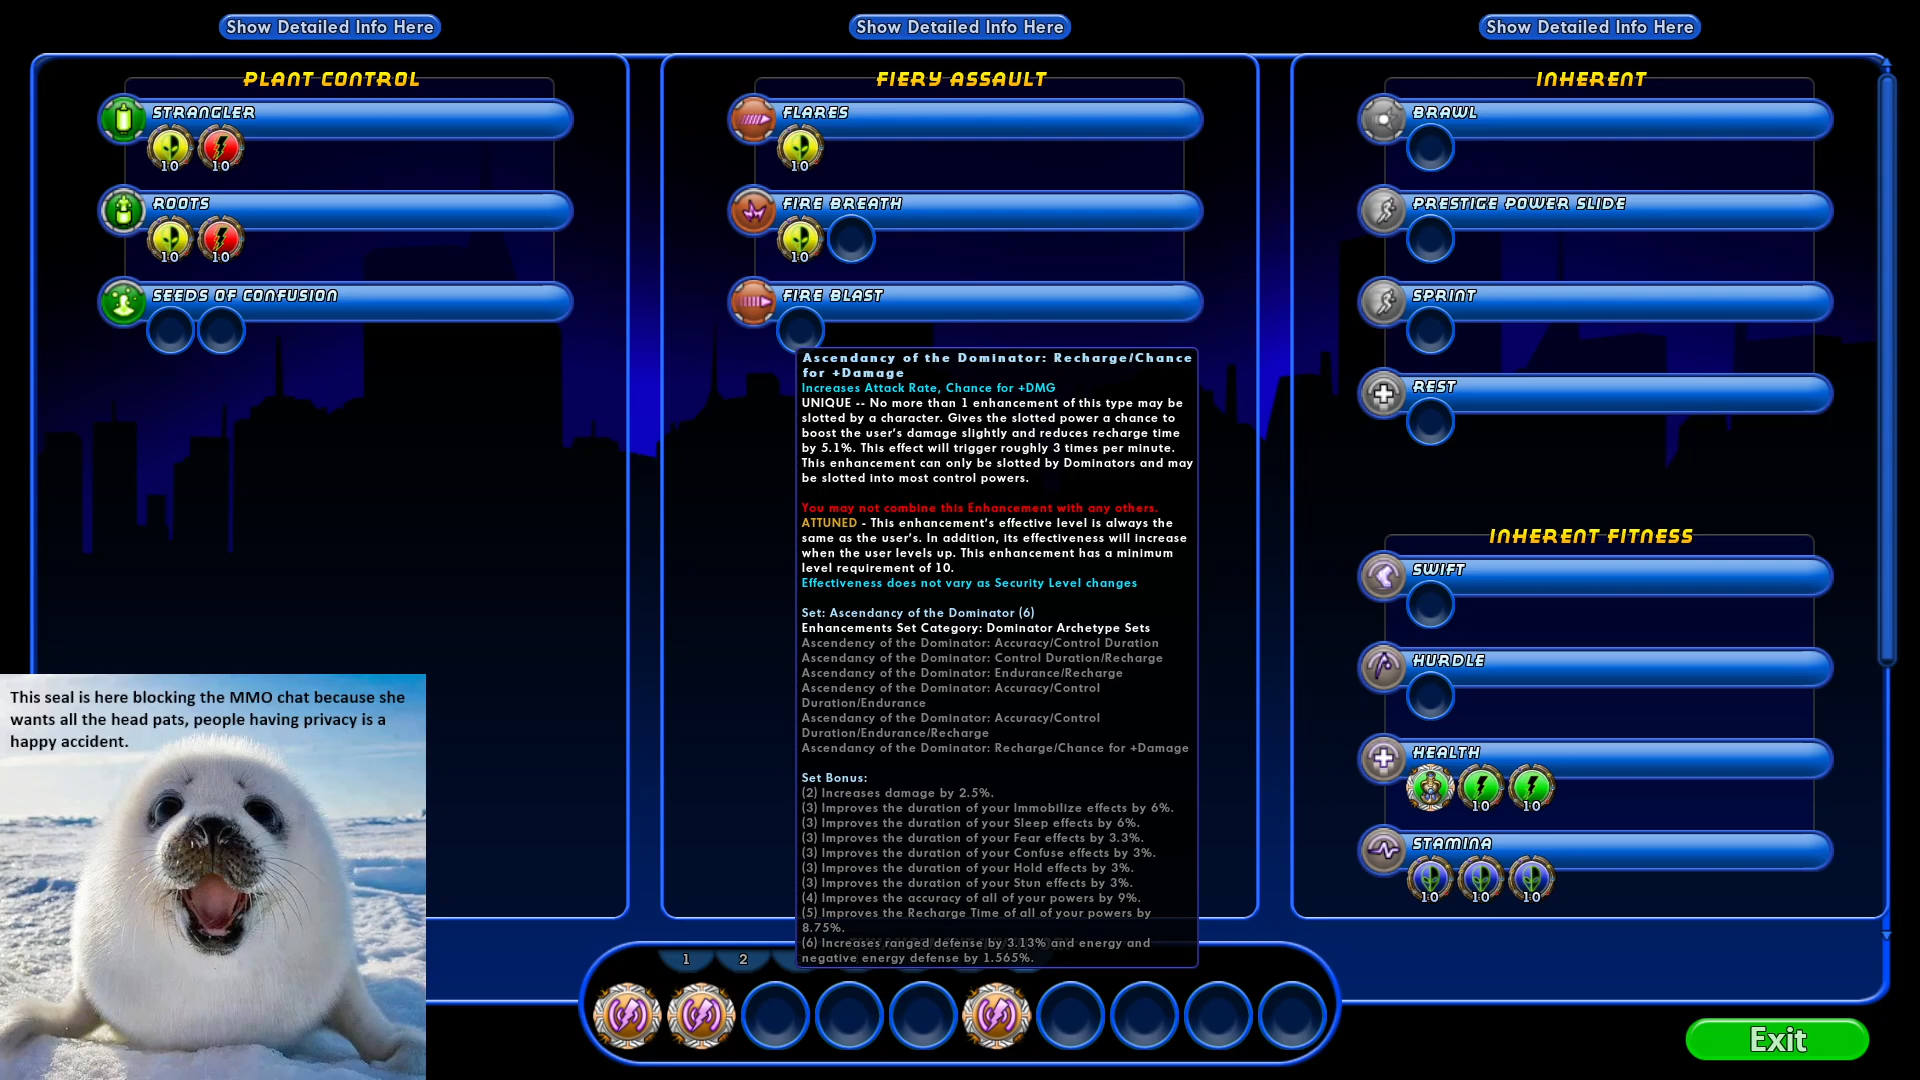 Show Detailed Info Here
Show Detailed Info Here
Show Detailed Info Here
PLANT CONTROL
STRANGLER
10 10
ROOTS
10 10
SEEDS OF CONFUSION
FIERY ASSAULT
FLARES
10
FIRE BREATH
10
FIRE BLAST
INHERENT
BRAWL
PRESTIGE POWER SLIDE
SPRINT
REST
INHERENT FITNESS
SWIFT
HURDLE
HEALTH
10 10
STAMINA
10 10 10
Ascendancy of the Dominator: Recharge/Chance
for +Damage
Increases Attack Rate, Chance for +DMG
UNIQUE -- No more than 1 enhancement of this type may be
slotted by a character. Gives the slotted power a chance to
boost the user's damage slightly and reduces recharge time
by 5.1%. This effect will trigger roughly 3 times per minute.
This enhancement can only be slotted by Dominators and may
be slotted into most control powers.
You may not combine this Enhancement with any others.
ATTUNED - This enhancement's effective level is always the
same as the user's. In addition, its effectiveness will increase
when the user levels up. This enhancement has a minimum
level requirement of 10.
Effectiveness does not vary as Security Level changes
Set: Ascendancy of the Dominator (6)
Enhancements Set Category: Dominator Archetype Sets
Ascendency of the Dominator: Accuracy/Control Duration
Ascendancy of the Dominator: Control Duration/Recharge
Ascendancy of the Dominator: Endurance/Recharge
Ascendency of the Dominator: Accuracy/Control
Duration/Endurance
Ascendancy of the Dominator: Accuracy/Control
Duration/Endurance/Recharge
Ascendancy of the Dominator: Recharge/Chance for +Damage
Set Bonus:
(2) Increases damage by 2.5%.
(3) Improves the duration of your Immobilize effects by 6%.
(3) Improves the duration of your Sleep effects by 6%.
(3) Improves the duration of your Fear effects by 3.3%.
(3) Improves the duration of your Confuse effects by 3%.
(3) Improves the duration of your Hold effects by 3%.
(3) Improves the duration of your Stun effects by 3%.
(4) Improves the accuracy of all of your powers by 9%.
(5) Improves the Recharge Time of all of your powers by
8.75%.
(6) Increases ranged defense by 3.13% and energy and
negative energy defense by 1.565%.
This seal is here blocking the MMO chat because she
wants all the head pats, people having privacy is a
happy accident.
1 2
Exit